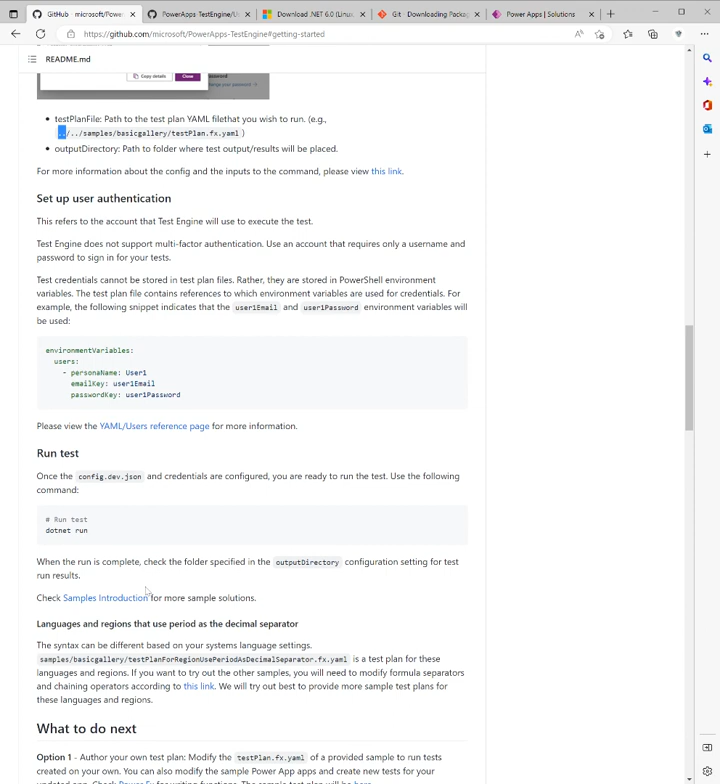 GitHub - microsoft/Power
PowerApps-TestEngine/U
Download .NET 6.0 (Linu
Git - Downloading Packag
Power Apps | Solutions
https://github.com/microsoft/PowerApps-TestEngine#getting-started
README.md
Copy details
Close
• testPlanFile: Path to the test plan YAML filethat you wish to run. (e.g.,
../../samples/basicgallery/testPlan.fx.yaml )
• outputDirectory: Path to folder where test output/results will be placed.
For more information about the config and the inputs to the command, please view this link.
Set up user authentication
This refers to the account that Test Engine will use to execute the test.
Test Engine does not support multi-factor authentication. Use an account that requires only a username and
password to sign in for your tests.
Test credentials cannot be stored in test plan files. Rather, they are stored in PowerShell environment
variables. The test plan file contains references to which environment variables are used for credentials. For
example, the following snippet indicates that the user1Email and user1Password environment variables will
be used:
environmentVariables:
users:
- personaName: User1
emailKey: user1Email
passwordKey: user1Password
Please view the YAML/Users reference page for more information.
Run test
Once the config.dev.json and credentials are configured, you are ready to run the test. Use the following
command:
# Run test
dotnet run
When the run is complete, check the folder specified in the outputDirectory configuration setting for test
run results.
Check Samples Introduction for more sample solutions.
Languages and regions that use period as the decimal separator
The syntax can be different based on your systems language settings.
samples/basicgallery/testPlanForRegionUsePeriodAsDecimalSeparator.fx.yaml is a test plan for these
languages and regions. If you want to try out the other samples, you will need to modify formula separators
and chaining operators according to this link. We will try out best to provide more sample test plans for
these languages and regions.
What to do next
Option 1 - Author your own test plan: Modify the testPlan.fx.yaml of a provided sample to run tests
created on your own. You can also modify the sample Power App apps and create new tests for your